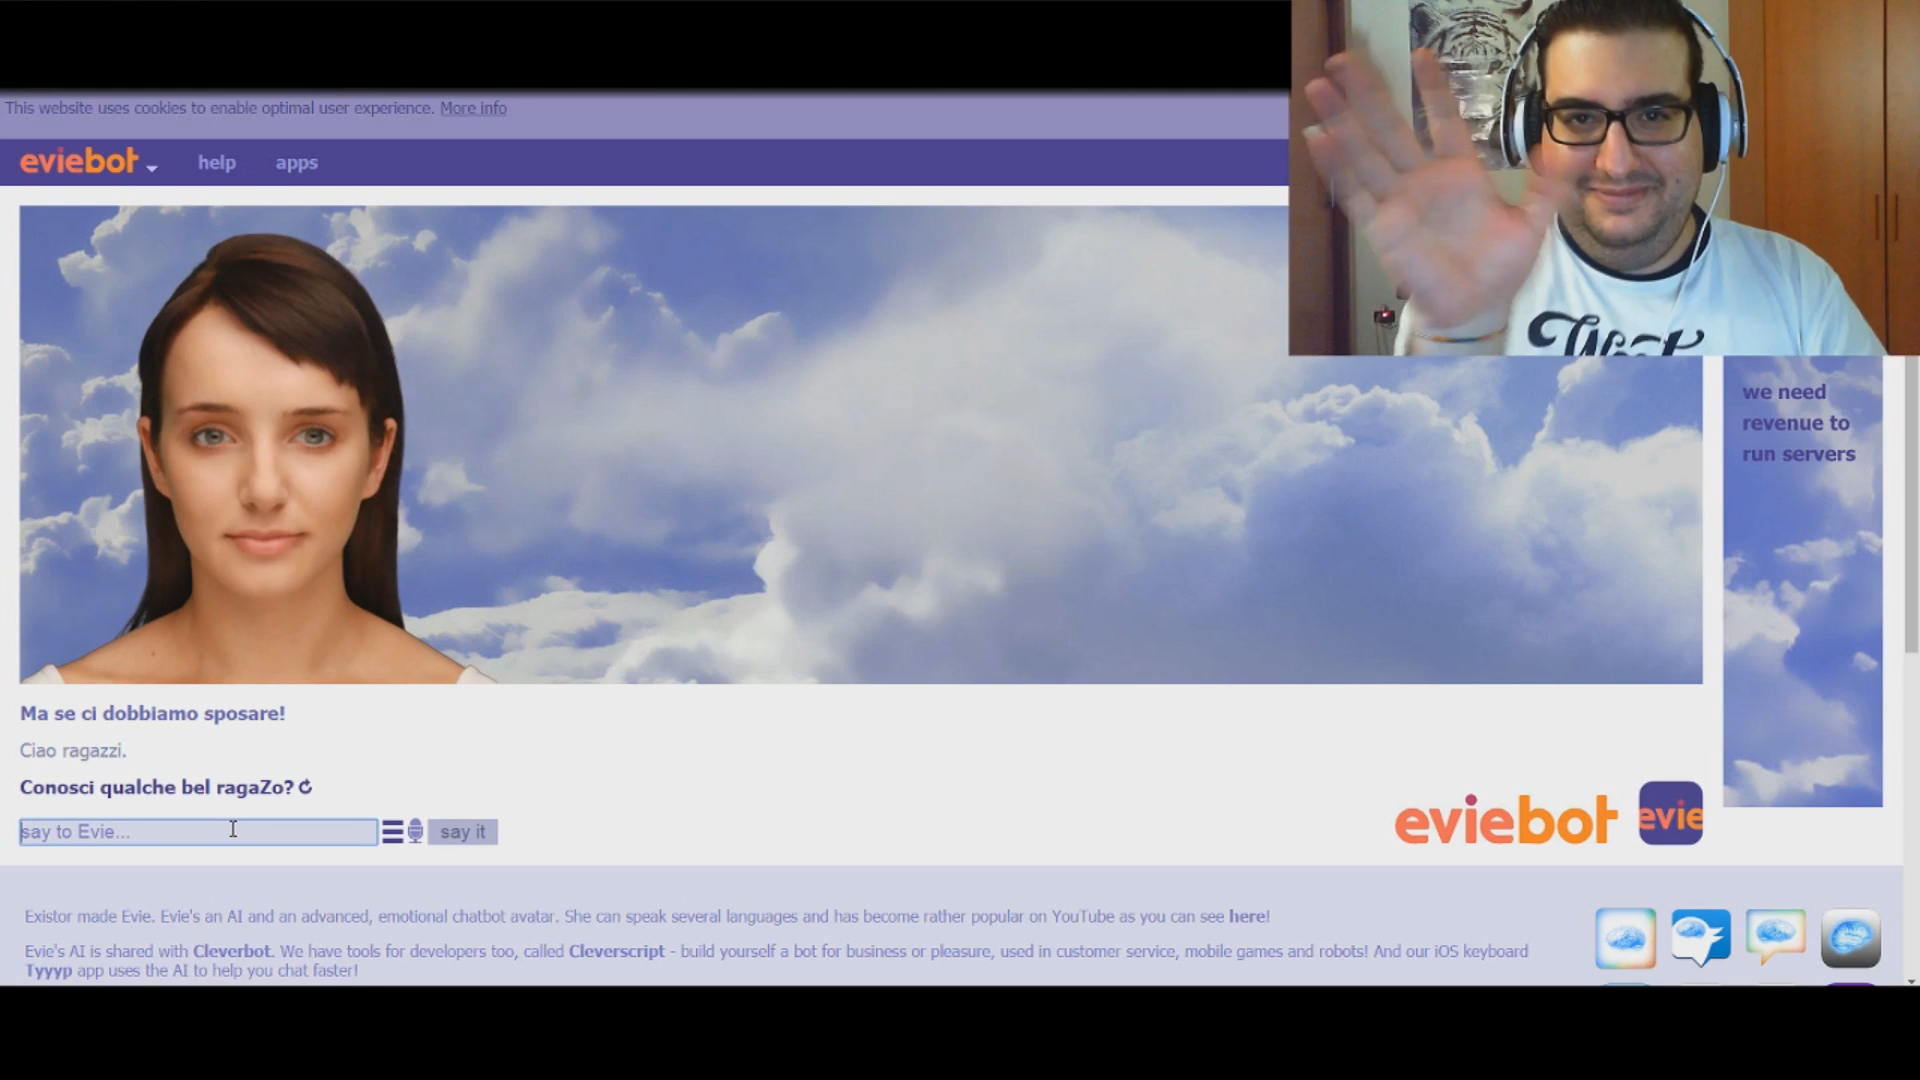 This website uses cookies to enable optimal user experience. More info
eviebot
help
apps
we need
revenue to
run servers
Ma se ci dobbiamo sposare!
Ciao ragazzi.
Conosci qualche bel ragaZo?
say to Evie...
say it
eviebot
evie
Existor made Evie. Evie's an AI and an advanced, emotional chatbot avatar. She can speak several languages and has become rather popular on YouTube as you can see here!
Evie's AI is shared with Cleverbot. We have tools for developers too, called Cleverscript - build yourself a bot for business or pleasure, used in customer service, mobile games and robots! And our iOS keyboard
Tyyyp app uses the AI to help you chat faster!